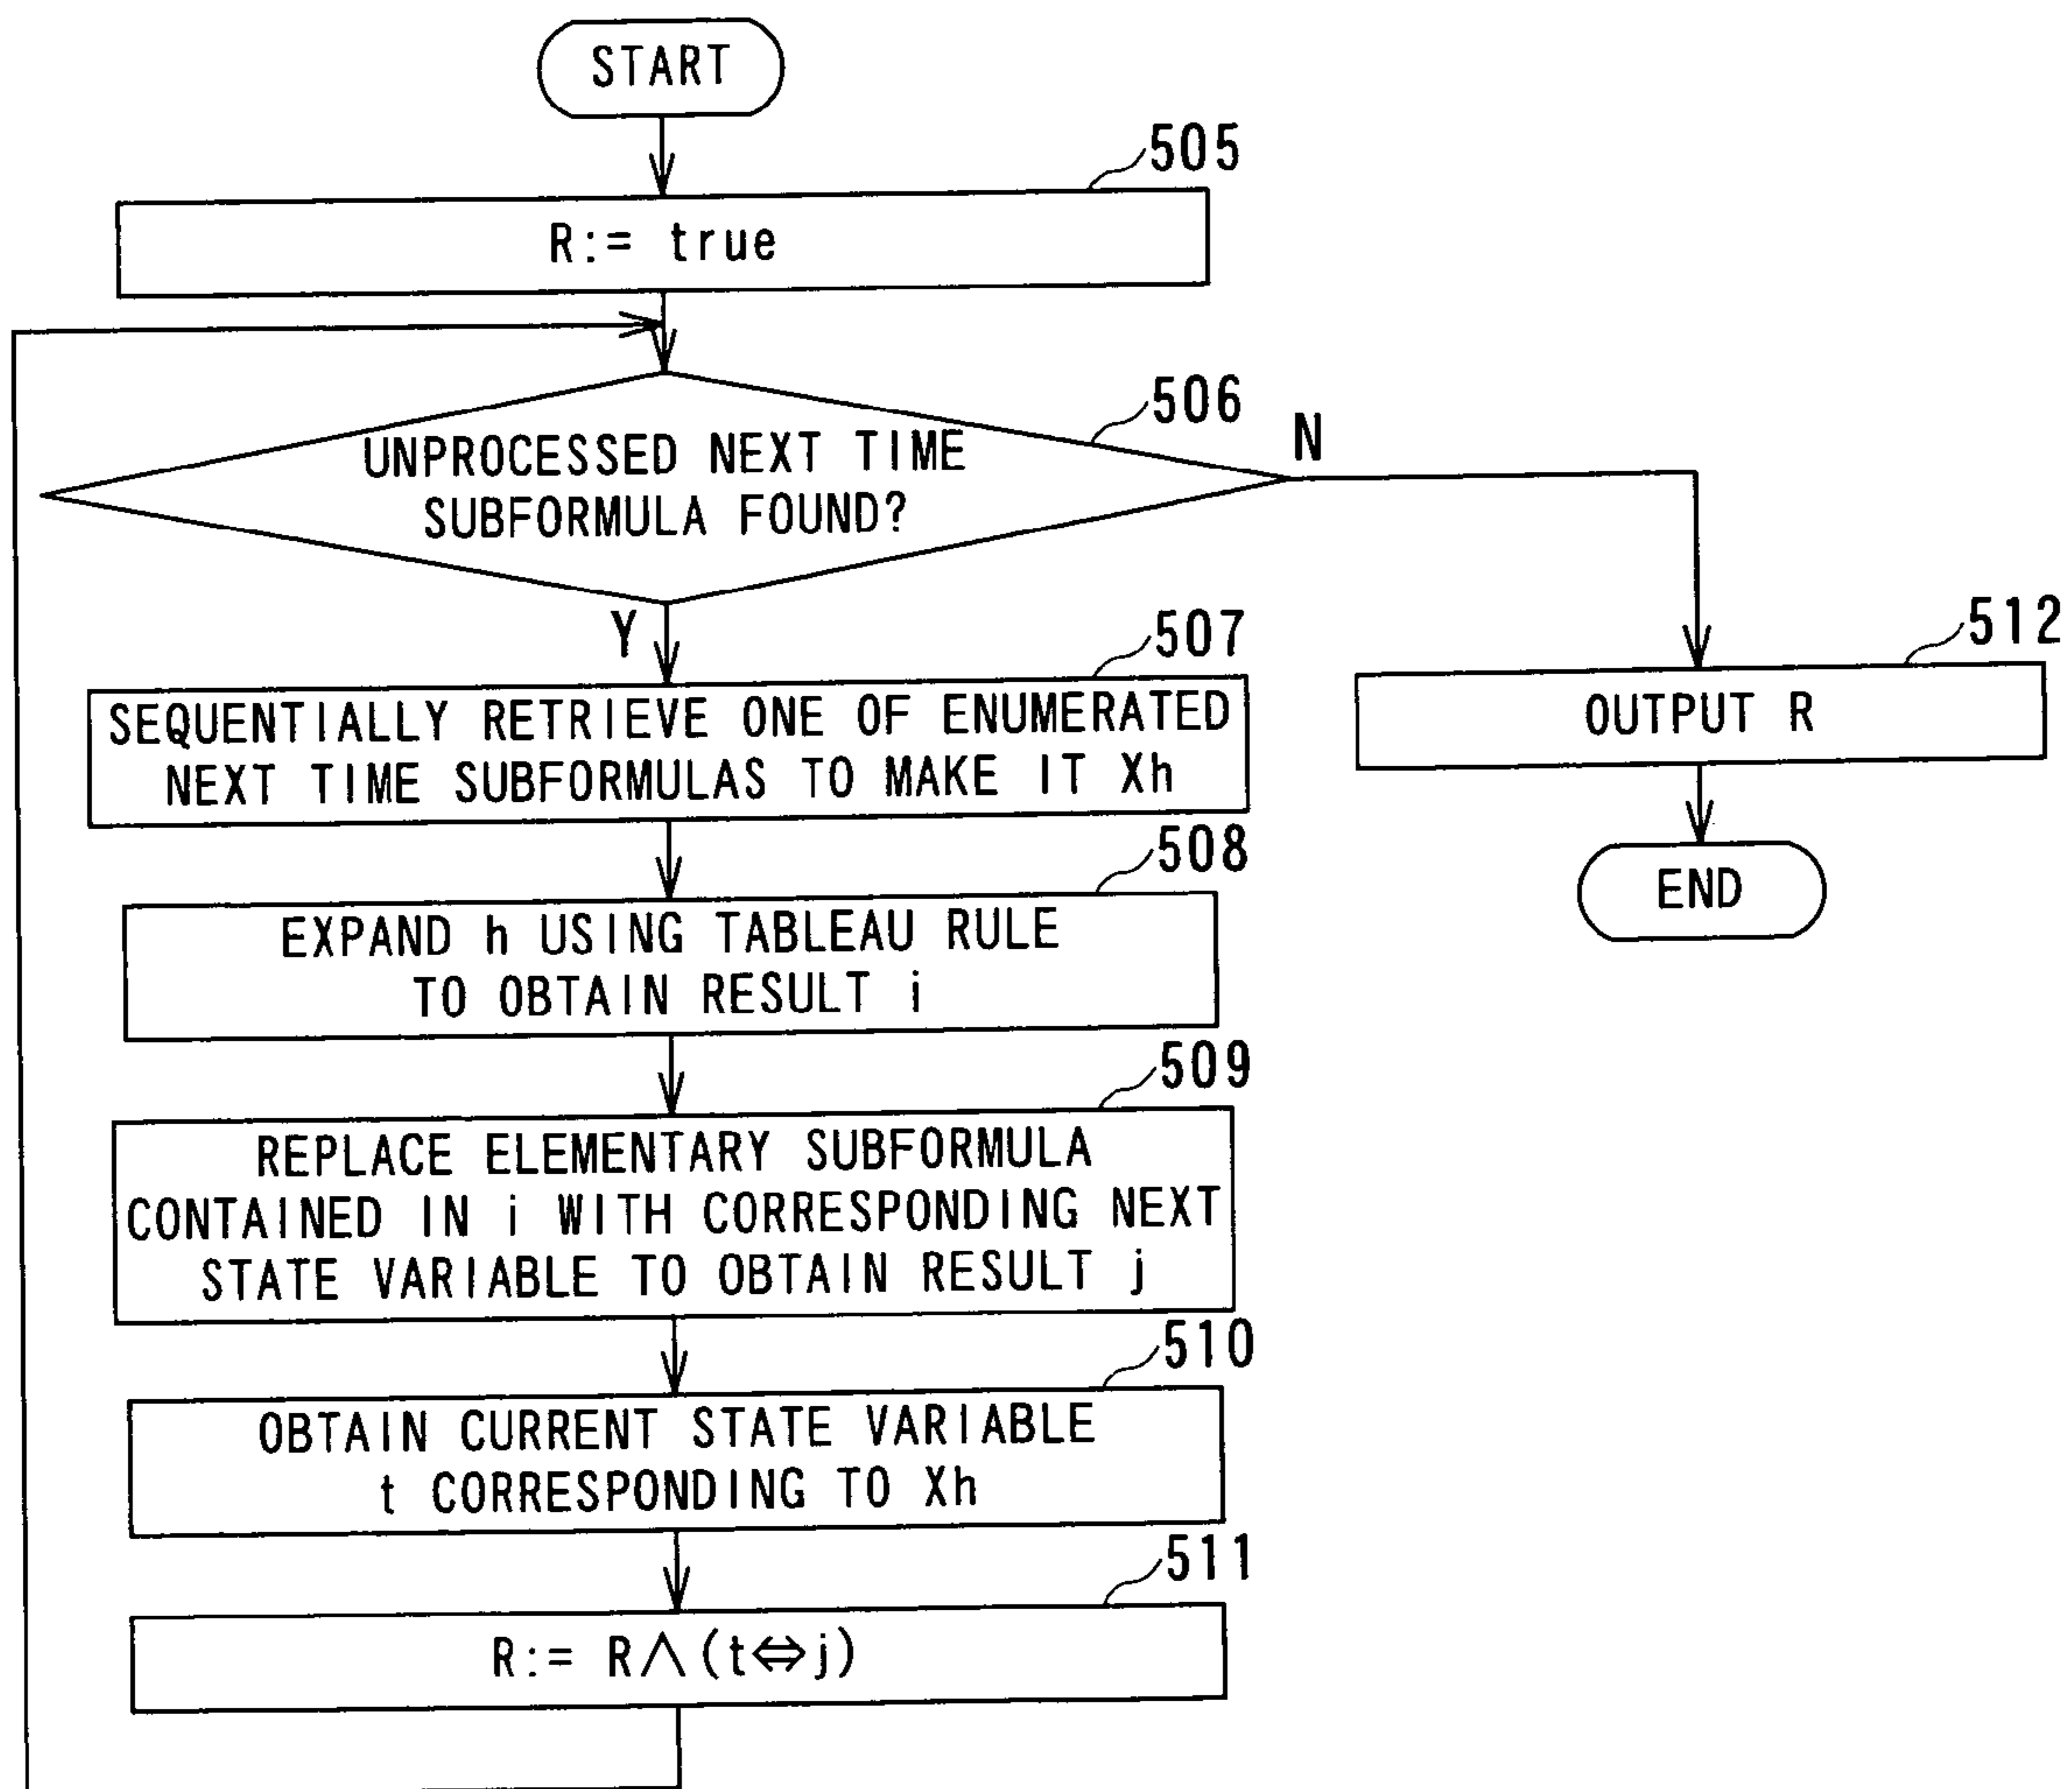 START
505
R:= true
506
UNPROCESSED NEXT TIME
SUBFORMULA FOUND?
N
Y
507
SEQUENTIALLY RETRIEVE ONE OF ENUMERATED
NEXT TIME SUBFORMULAS TO MAKE IT Xh
512
OUTPUT R
508
EXPAND h USING TABLEAU RULE
TO OBTAIN RESULT i
END
509
REPLACE ELEMENTARY SUBFORMULA
CONTAINED IN i WITH CORRESPONDING NEXT
STATE VARIABLE TO OBTAIN RESULT j
510
OBTAIN CURRENT STATE VARIABLE
t CORRESPONDING TO Xh
511
R:= R∧(t⇔j)